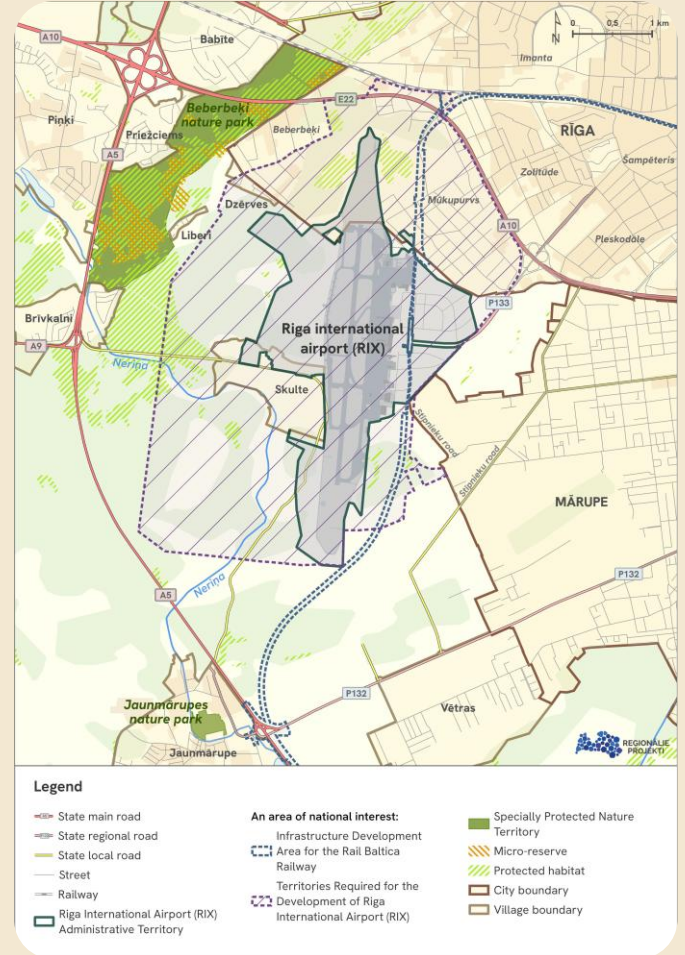 A10
Babīte
N
0 0,5 1 km
Imanta
Beberbeķi
nature park
E22
Piņķi
Priežciems
Beberbeķi
RĪGA
A5
Zolitūde
Šampēteris
Dzērves
Mūkupurvs
Liberi
A10
Pleskodāle
P133
Brīvkalni
Riga international
airport (RIX)
A9
Neriņa
Skulte
Stipnieku road
Stipnieku road
MĀRUPE
P132
Neriņa
A5
P132
Jaunmārupes
nature park
Vētras
Jaunmārupe
REĢIONĀLIE
PROJEKTI
Legend
State main road
State regional road
State local road
Street
Railway
Riga International Airport (RIX)
Administrative Territory
An area of national interest:
Infrastructure Development
Area for the Rail Baltica
Railway
Territories Required for the
Development of Riga
International Airport (RIX)
Specially Protected Nature
Territory
Micro-reserve
Protected habitat
City boundary
Village boundary